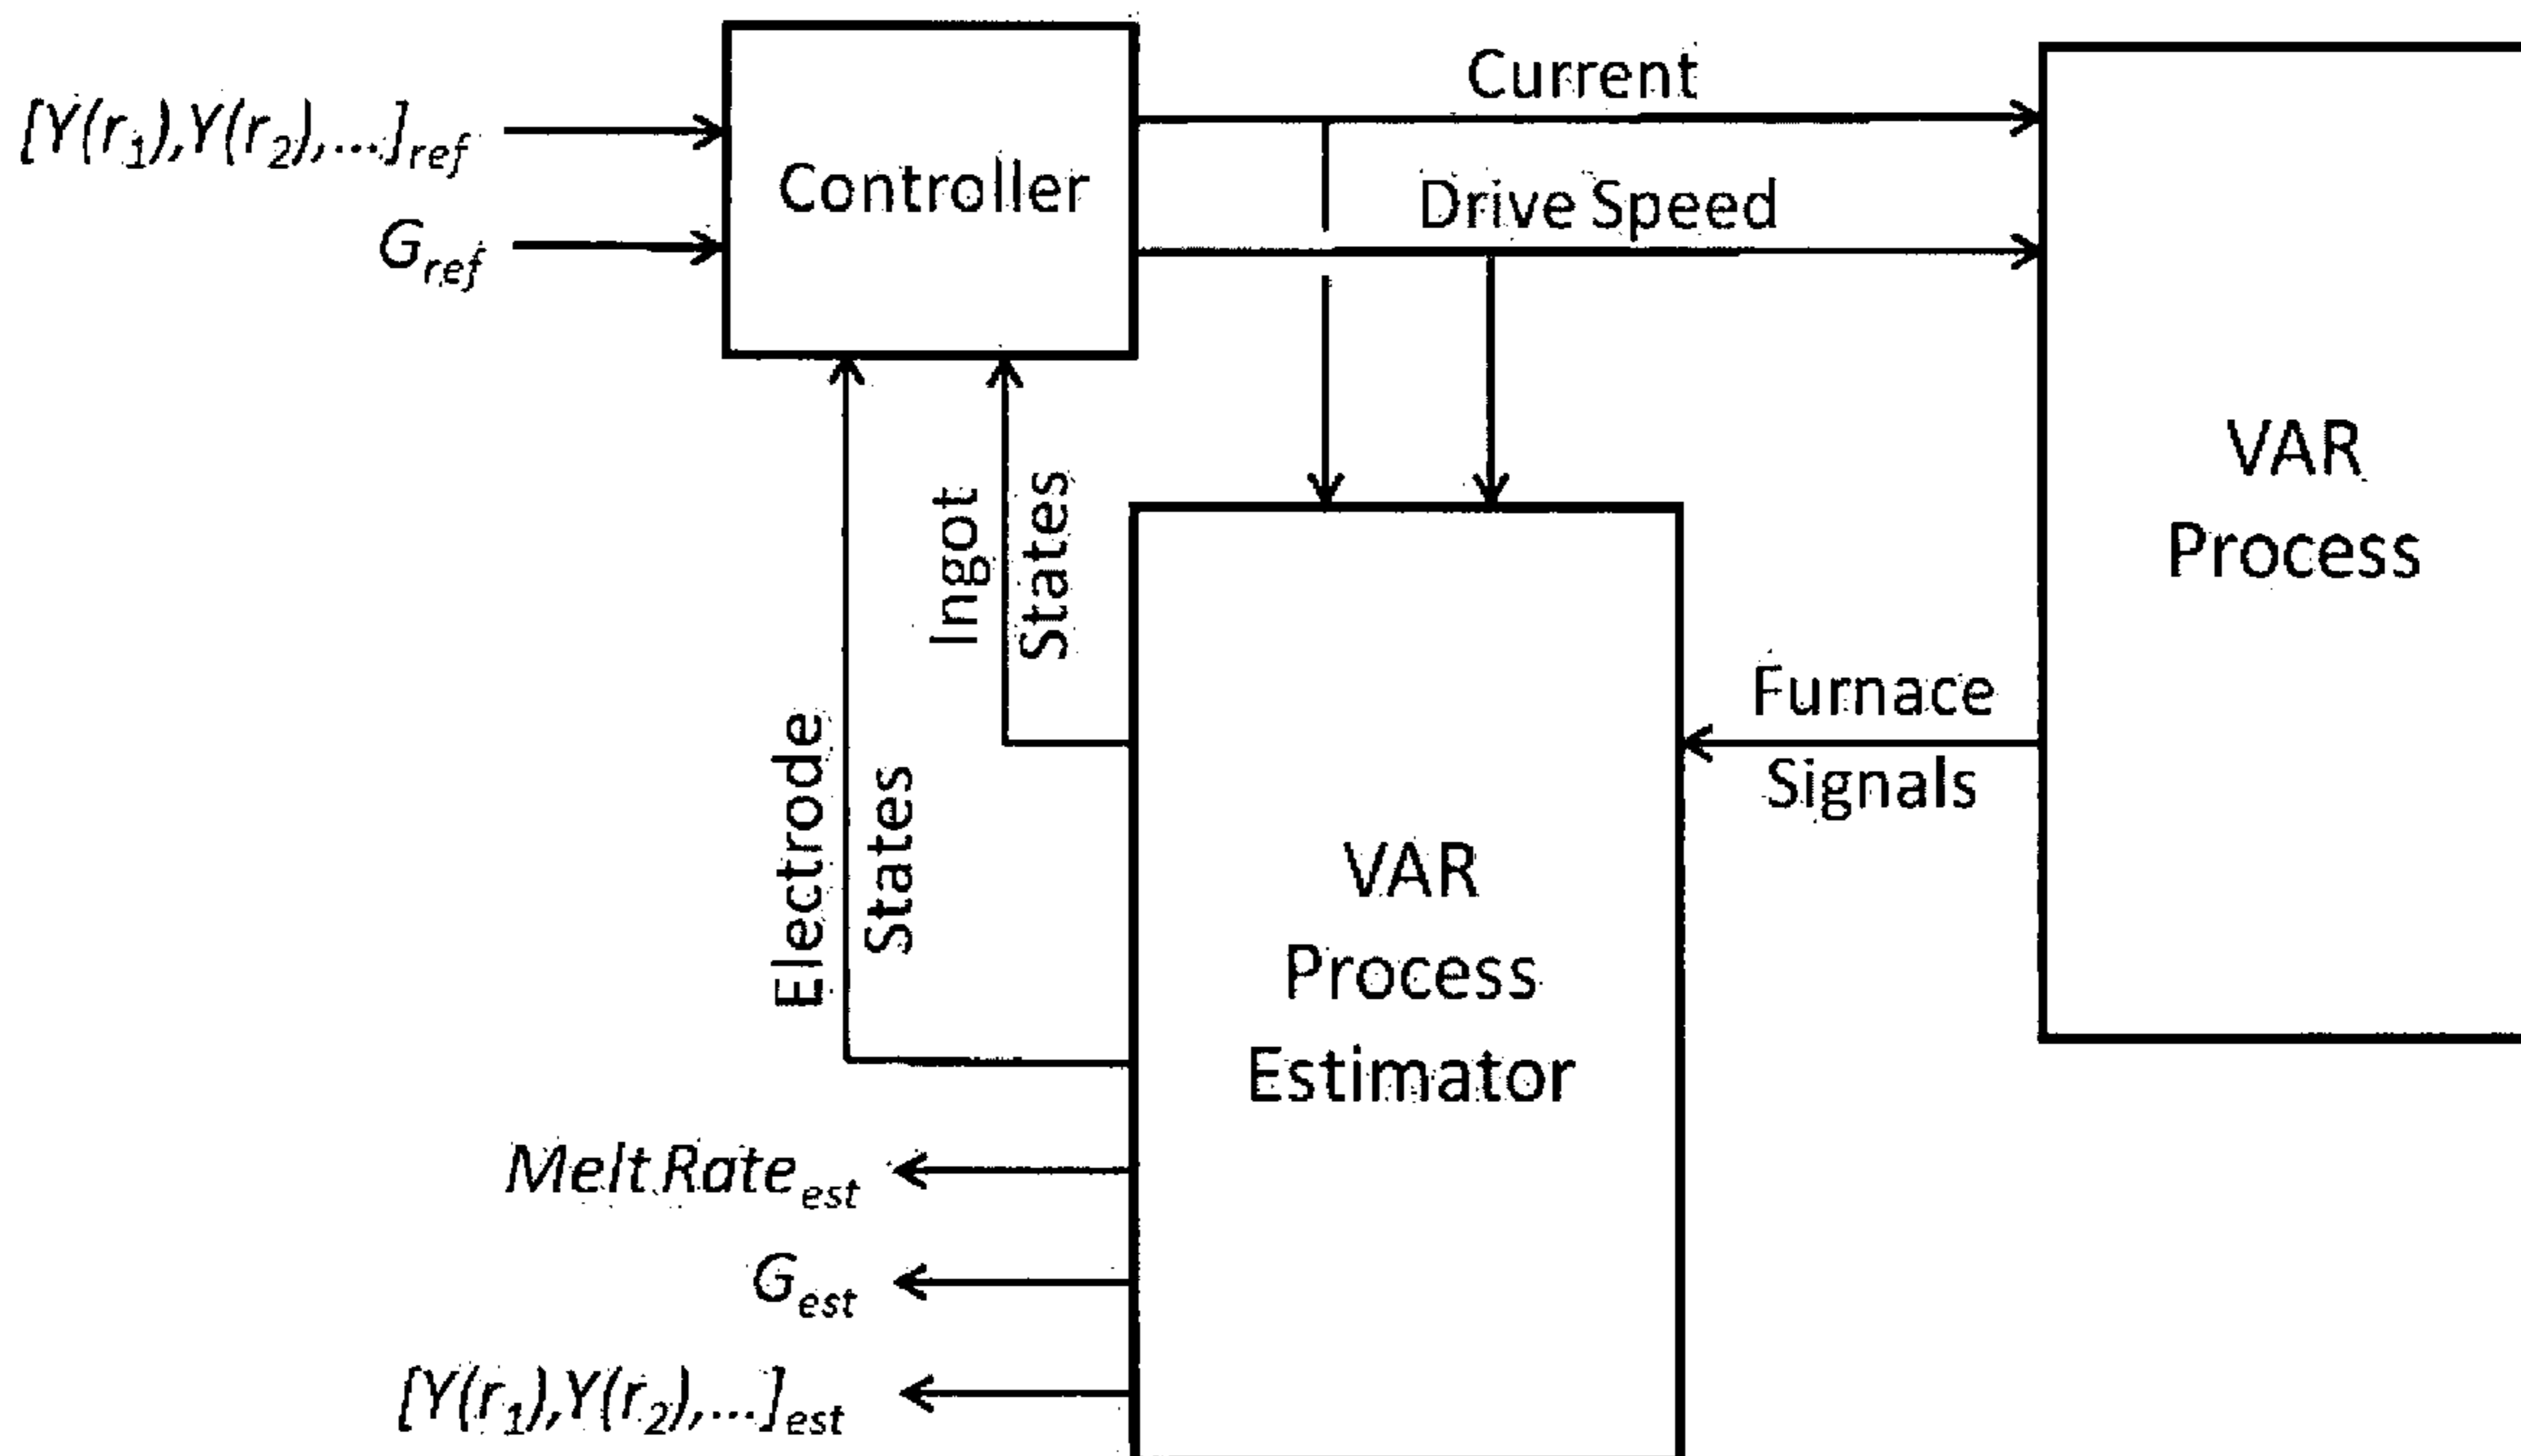 Current
[Y(r₁),Y(r₂),...]ref
Controller
Drive Speed
Gref
VAR
Process
Ingot
States
Furnace
Signals
Electrode
States
VAR
Process
Estimator
Melt Rateest
Gest
[Y(r₁),Y(r₂),...]est